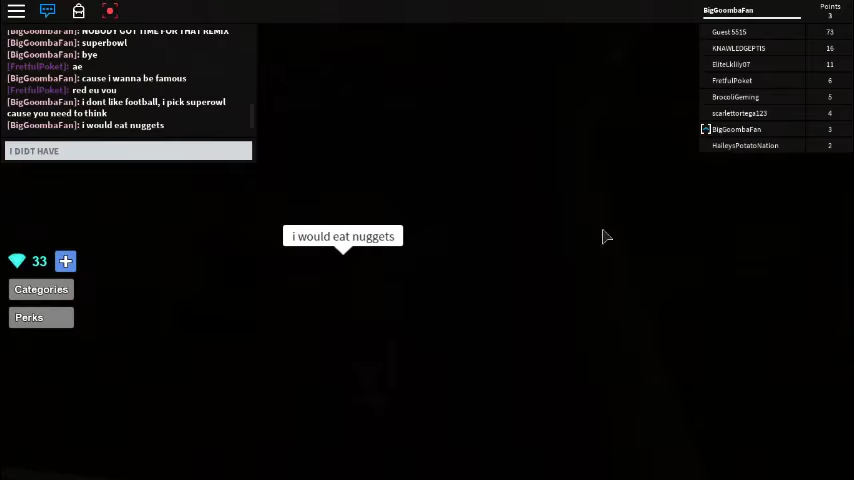 BigGoombaFan
3
Points
3
[BigGoombaFan]: NOBODY GOT TIME FOR THAT REMIX
[BigGoombaFan]: superbowl
[BigGoombaFan]: bye
[FretfulPoket]: ae
[BigGoombaFan]: cause i wanna be famous
[FretfulPoket]: red eu vou
[BigGoombaFan]: i dont like football, i pick superowl
cause you need to think
[BigGoombaFan]: i would eat nuggets
I DIDT HAVE
Guest 5515 73
KNAWLEDGEPTIS 16
EliteLklily07 11
FretfulPoket 6
BrocoliGeming 5
scarlettortega123 4
BigGoombaFan 3
HaileysPotatoNation 2
i would eat nuggets
33 +
Categories
Perks